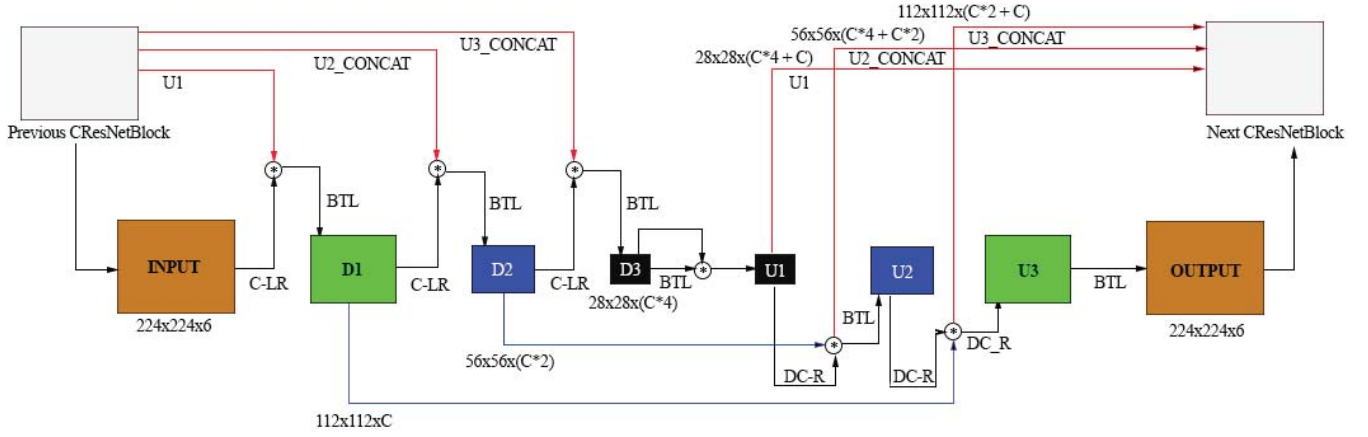 112x112x(C*2 + C)
U3_CONCAT
56x56x(C*4 + C*2)
U3_CONCAT
U2_CONCAT
28x28x(C*4 + C)
U2_CONCAT
U1
U1
Previous CResNetBlock
Next CResNetBlock
*
*
*
BTL
BTL
BTL
INPUT
D1
D2
D3
*
U1
U2
U3
OUTPUT
C-LR
C-LR
C-LR
BTL
BTL
28x28x(C*4)
224x224x6
224x224x6
BTL
*
*
DC_R
56x56x(C*2)
DC-R
DC-R
112x112xC